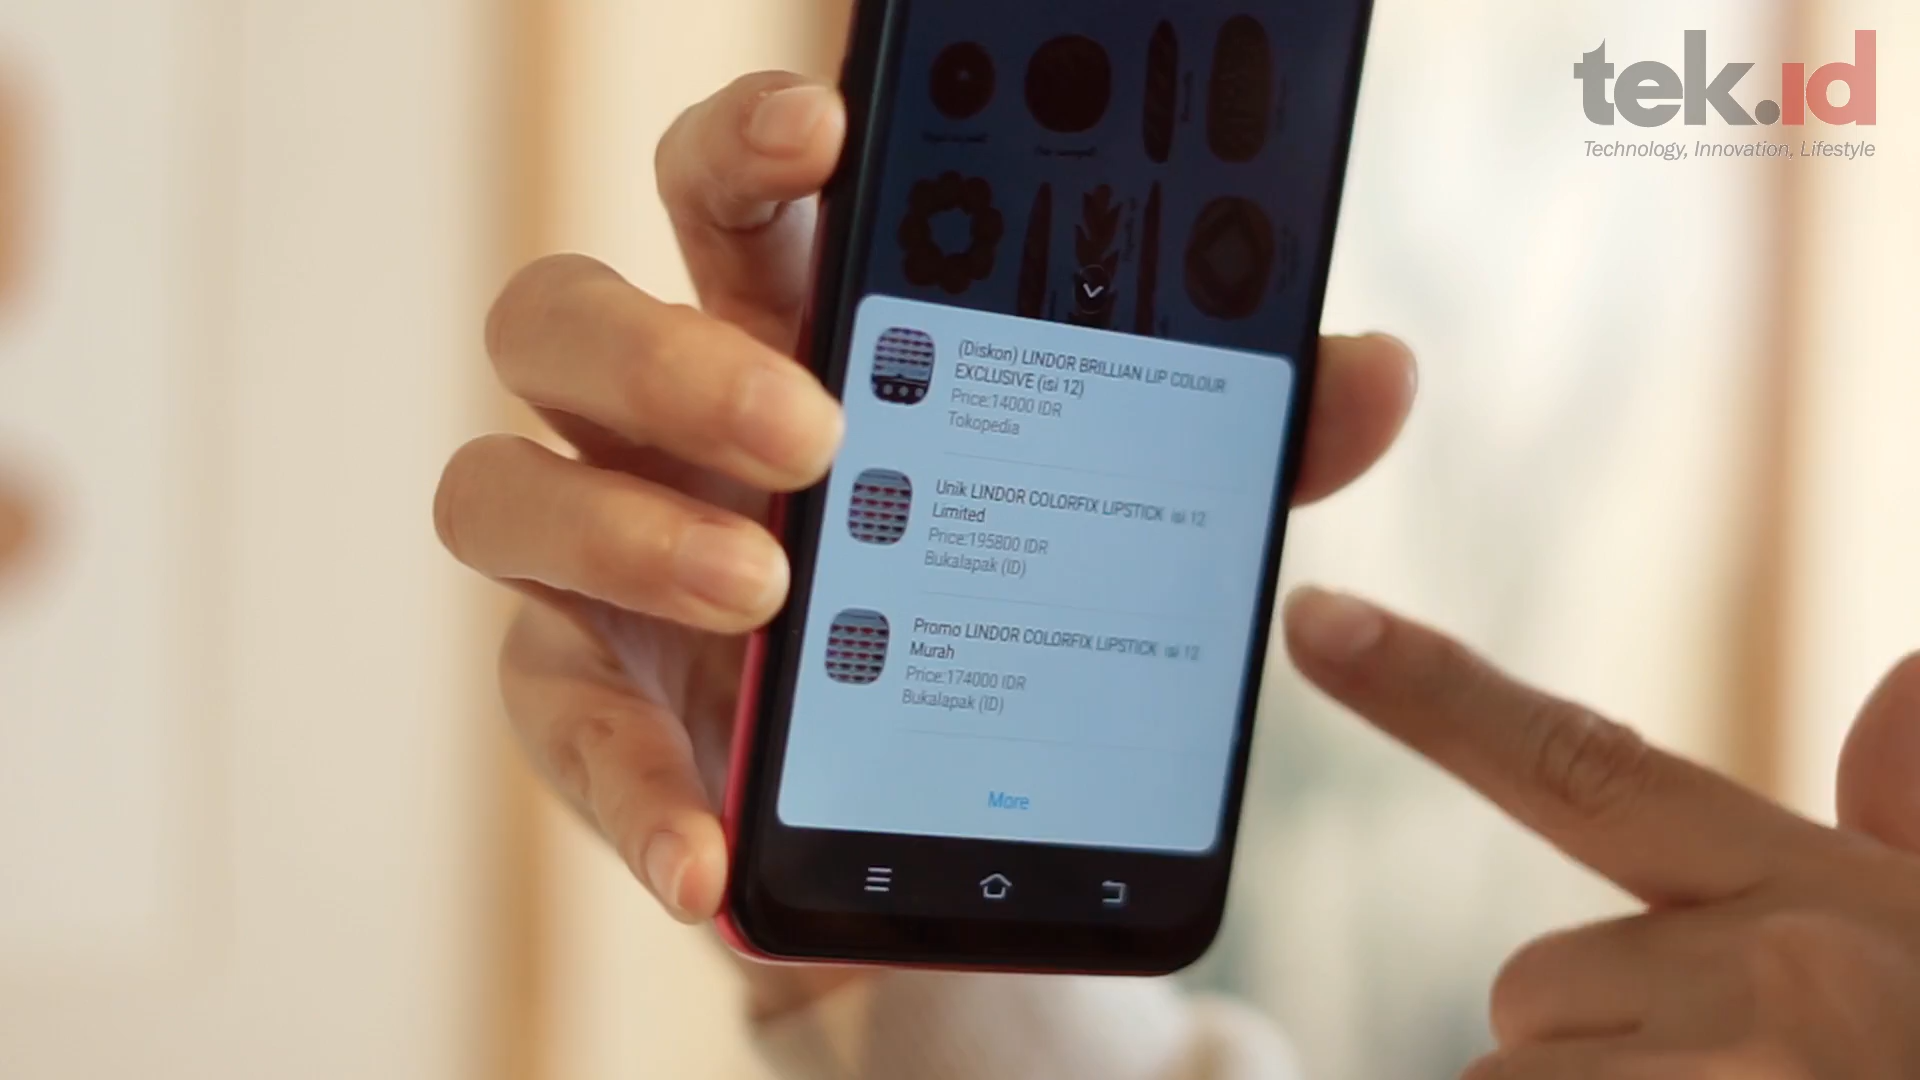 tek.id
Technology, Innovation, Lifestyle
(Diskon) LINDOR BRILLIAN LIP COLOUR
EXCLUSIVE (isi 12)
Price:14000 IDR
Tokopedia
Unik LINDOR COLORFIX LIPSTICK isi 12
Limited
Price:195800 IDR
Bukalapak (ID)
Promo LINDOR COLORFIX LIPSTICK isi 12
Murah
Price:174000 IDR
Bukalapak (ID)
More